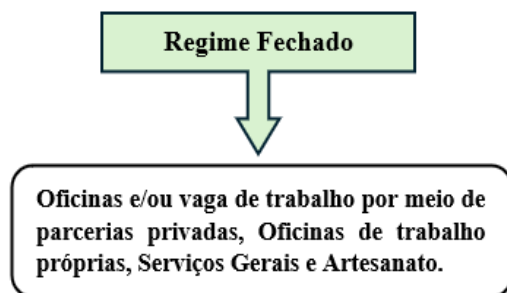 Regime Fechado
Oficinas e/ou vaga de trabalho por meio de
parcerias privadas, Oficinas de trabalho
próprias, Serviços Gerais e Artesanato.